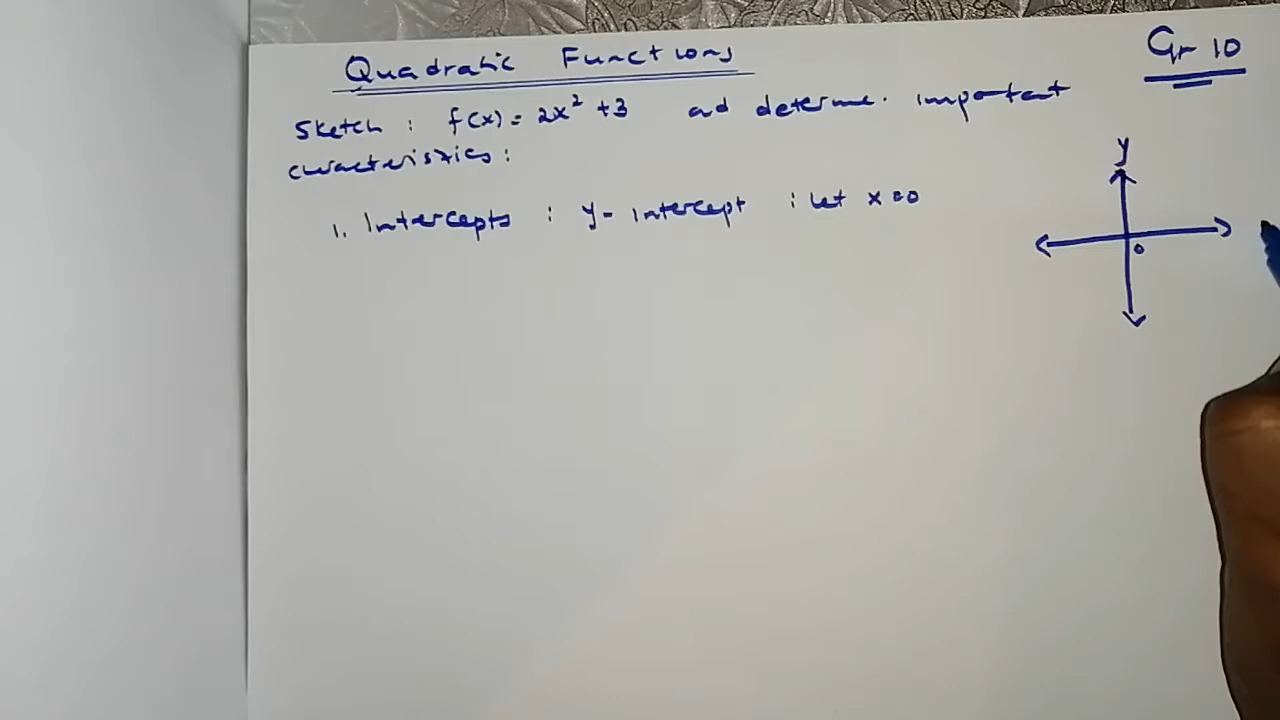 Quadratic Functions
Gr 10
Sketch : f(x) = 2x² + 3 and determine important
characteristics :
1. Intercepts : y- intercept : let x = 0
y
0